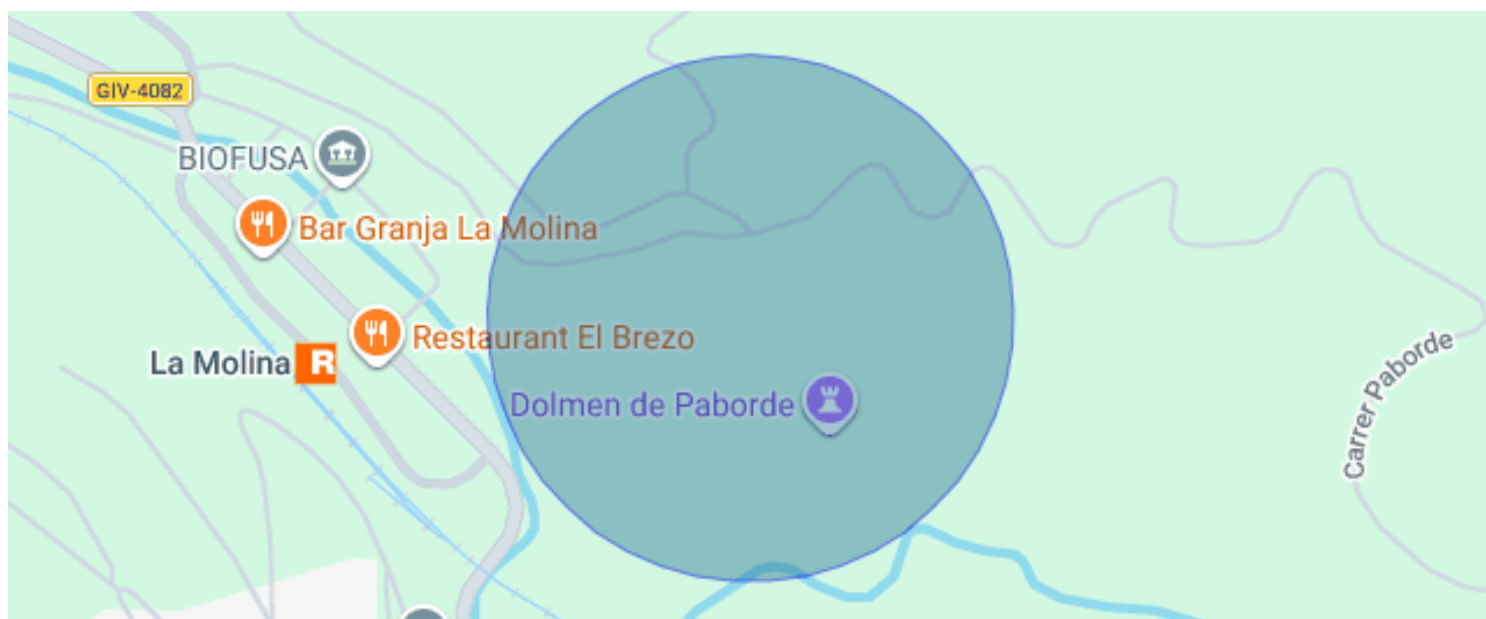 GIV-4082
BIOFUSA
Bar Granja La Molina
Restaurant El Brezo
La Molina R
Dolmen de Paborde
Carrer Paborde